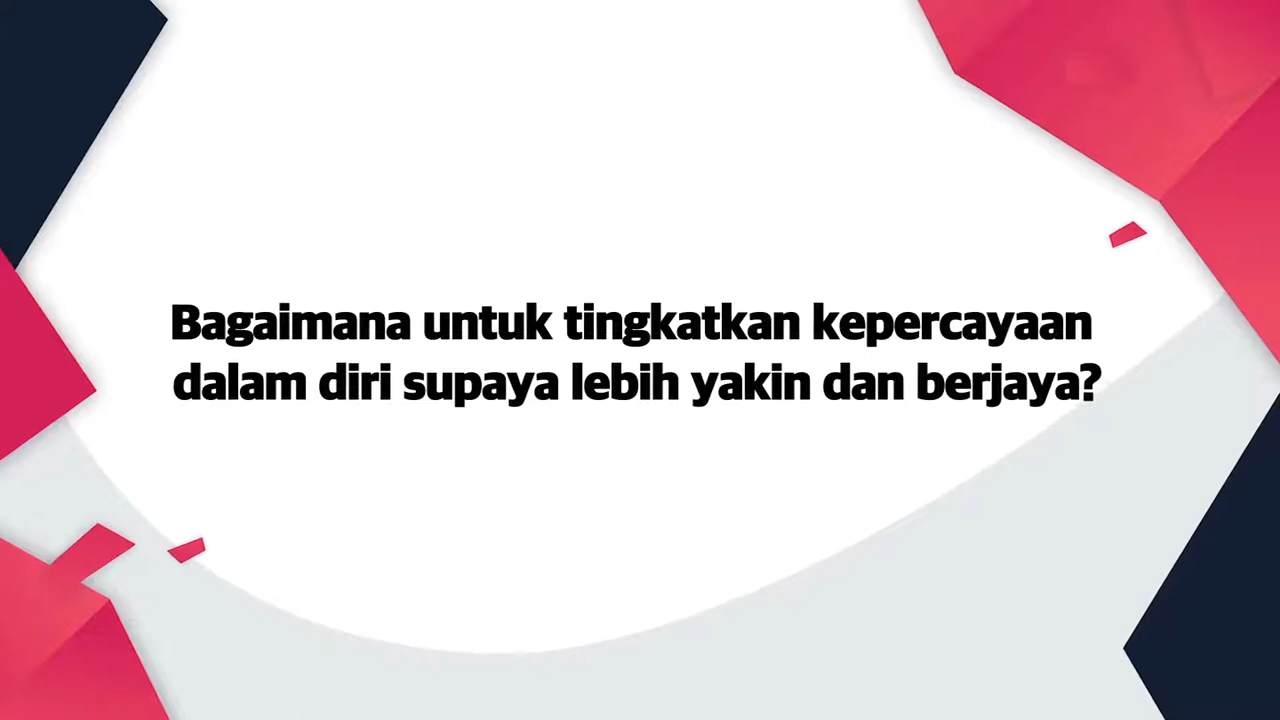 Bagaimana untuk tingkatkan kepercayaan
dalam diri supaya lebih yakin dan berjaya?